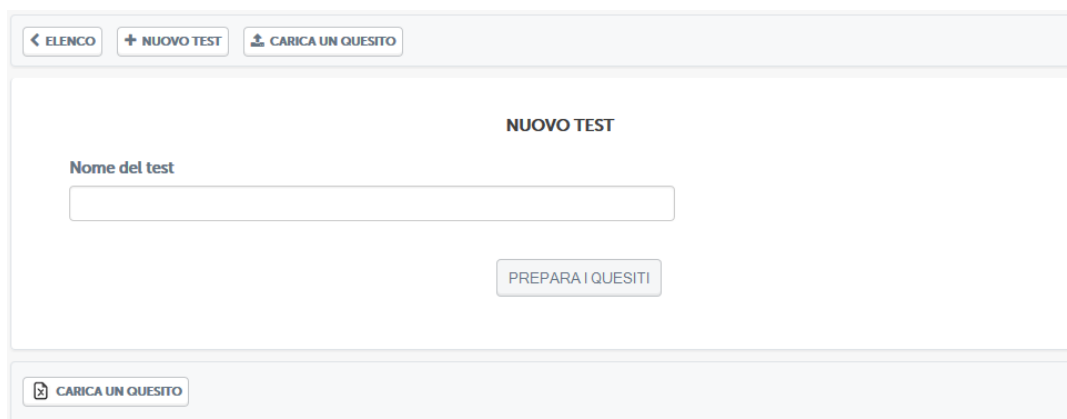 ELENCO NUOVO TEST CARICA UN QUESITO
NUOVO TEST
Nome del test
PREPARA I QUESITI
CARICA UN QUESITO